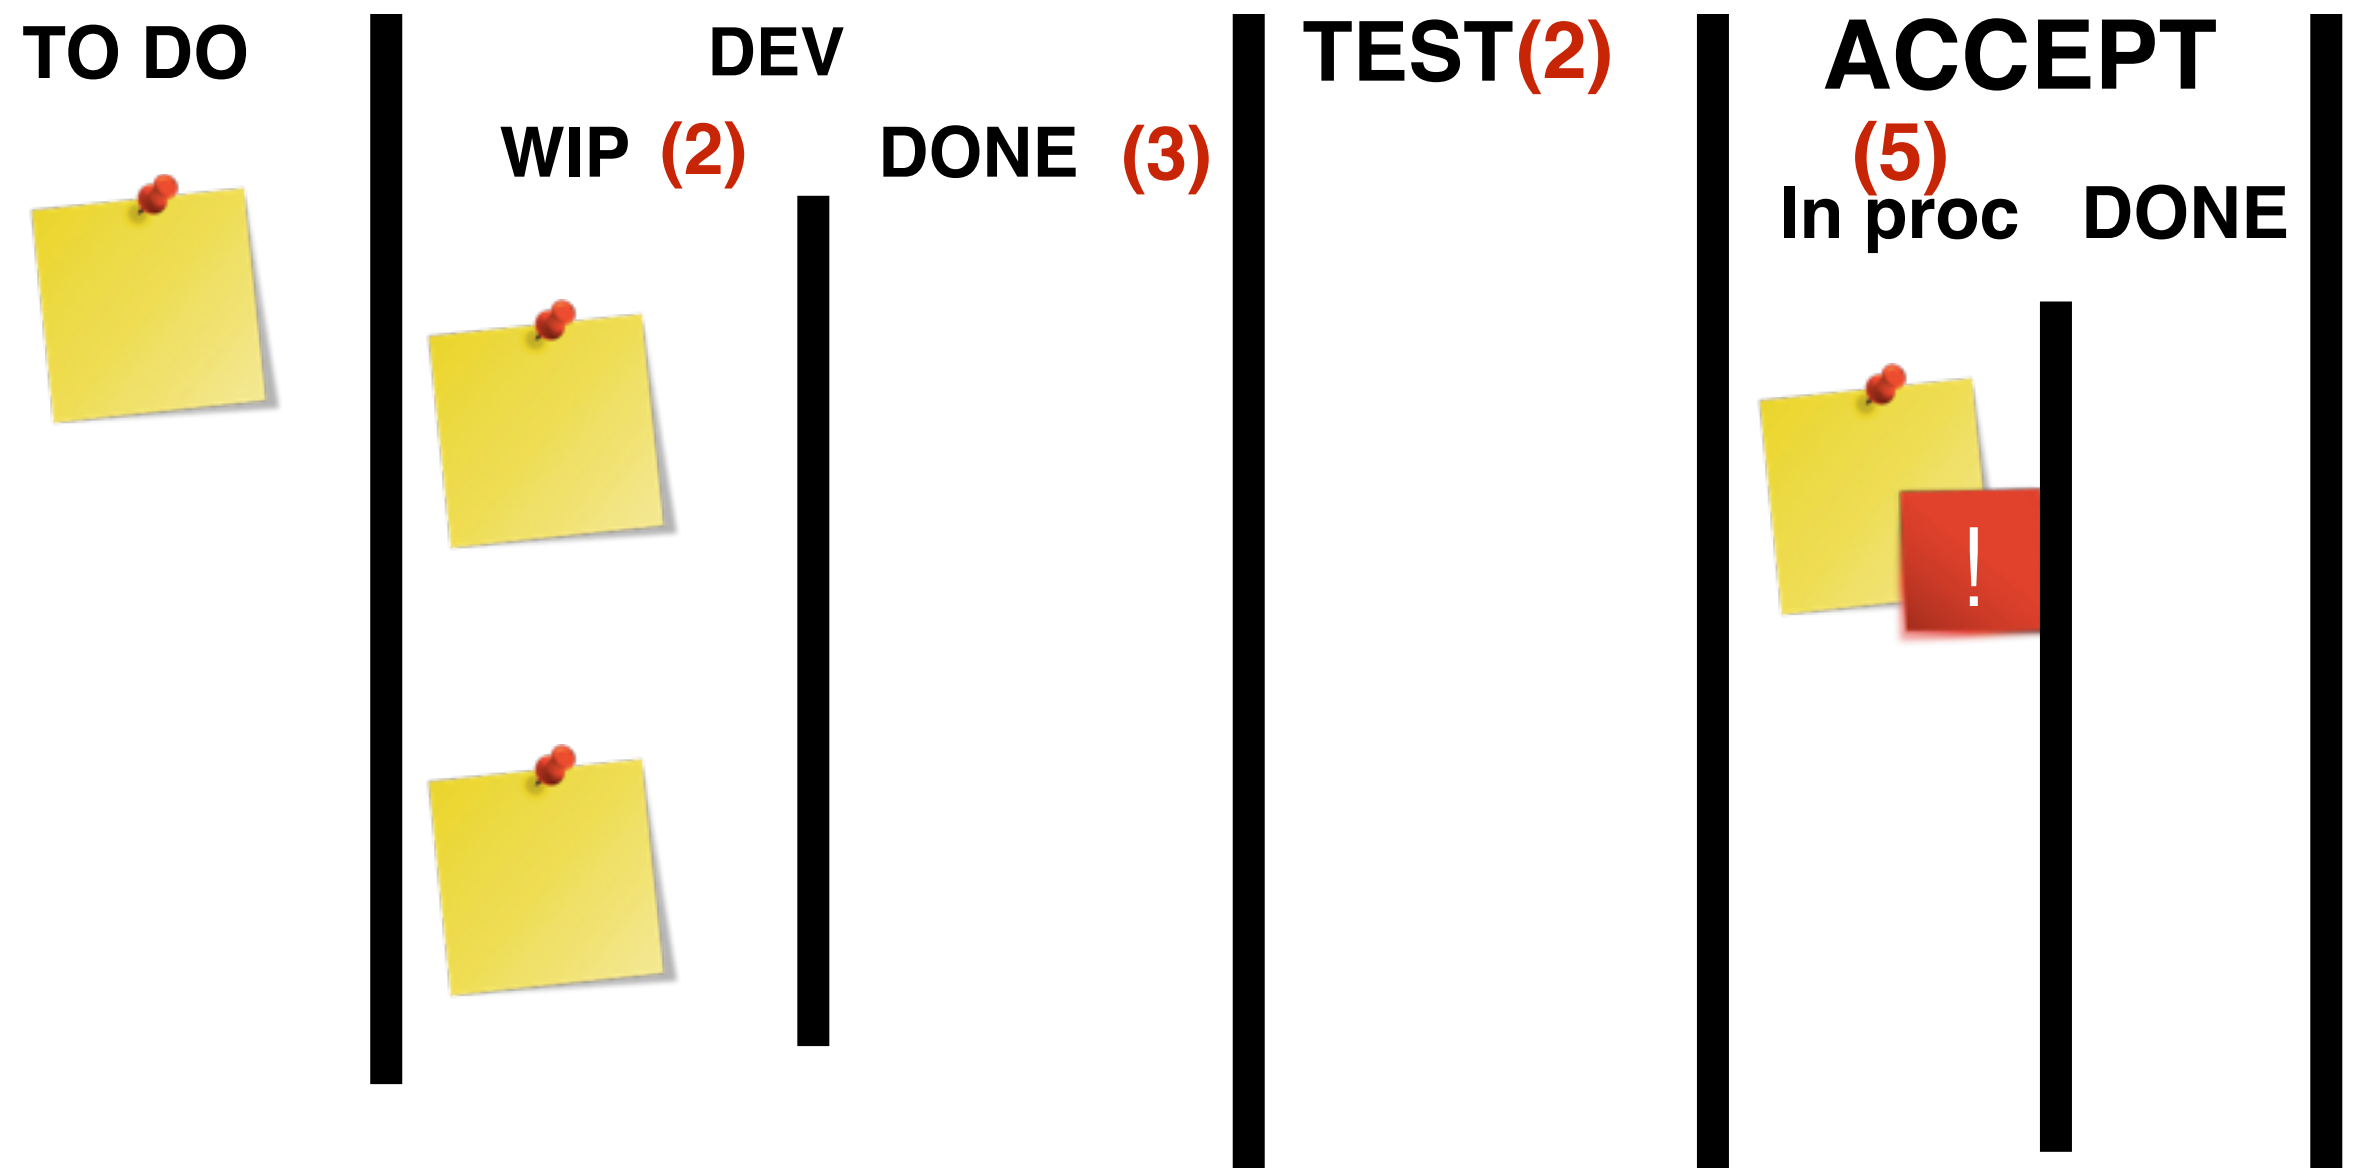 TO DO
DEV
TEST(2)
ACCEPT
WIP (2)
DONE (3)
(5)
In proc
DONE
!